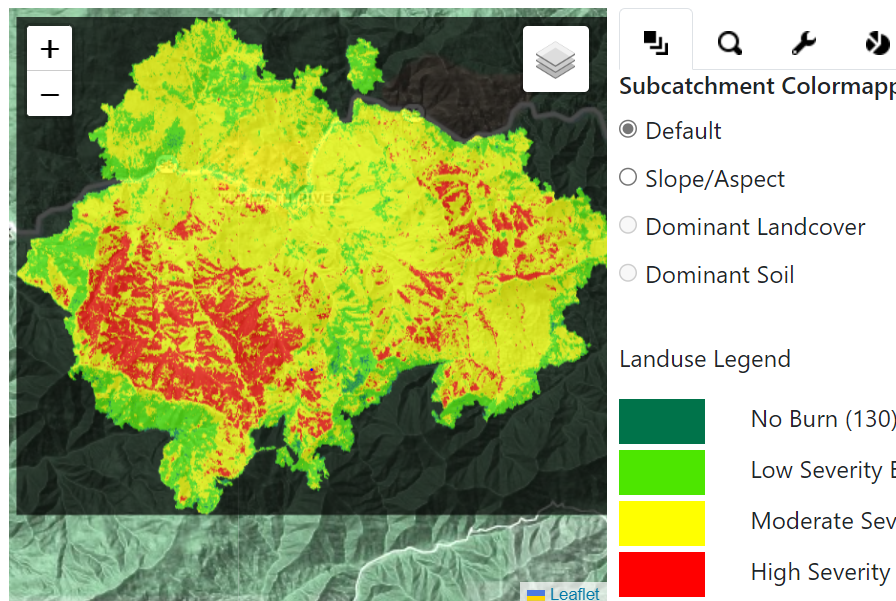 +
−
Subcatchment Colormapp
Default
Slope/Aspect
Dominant Landcover
Dominant Soil
Landuse Legend
No Burn (130)
Low Severity
Moderate Sev
High Severity
Leaflet